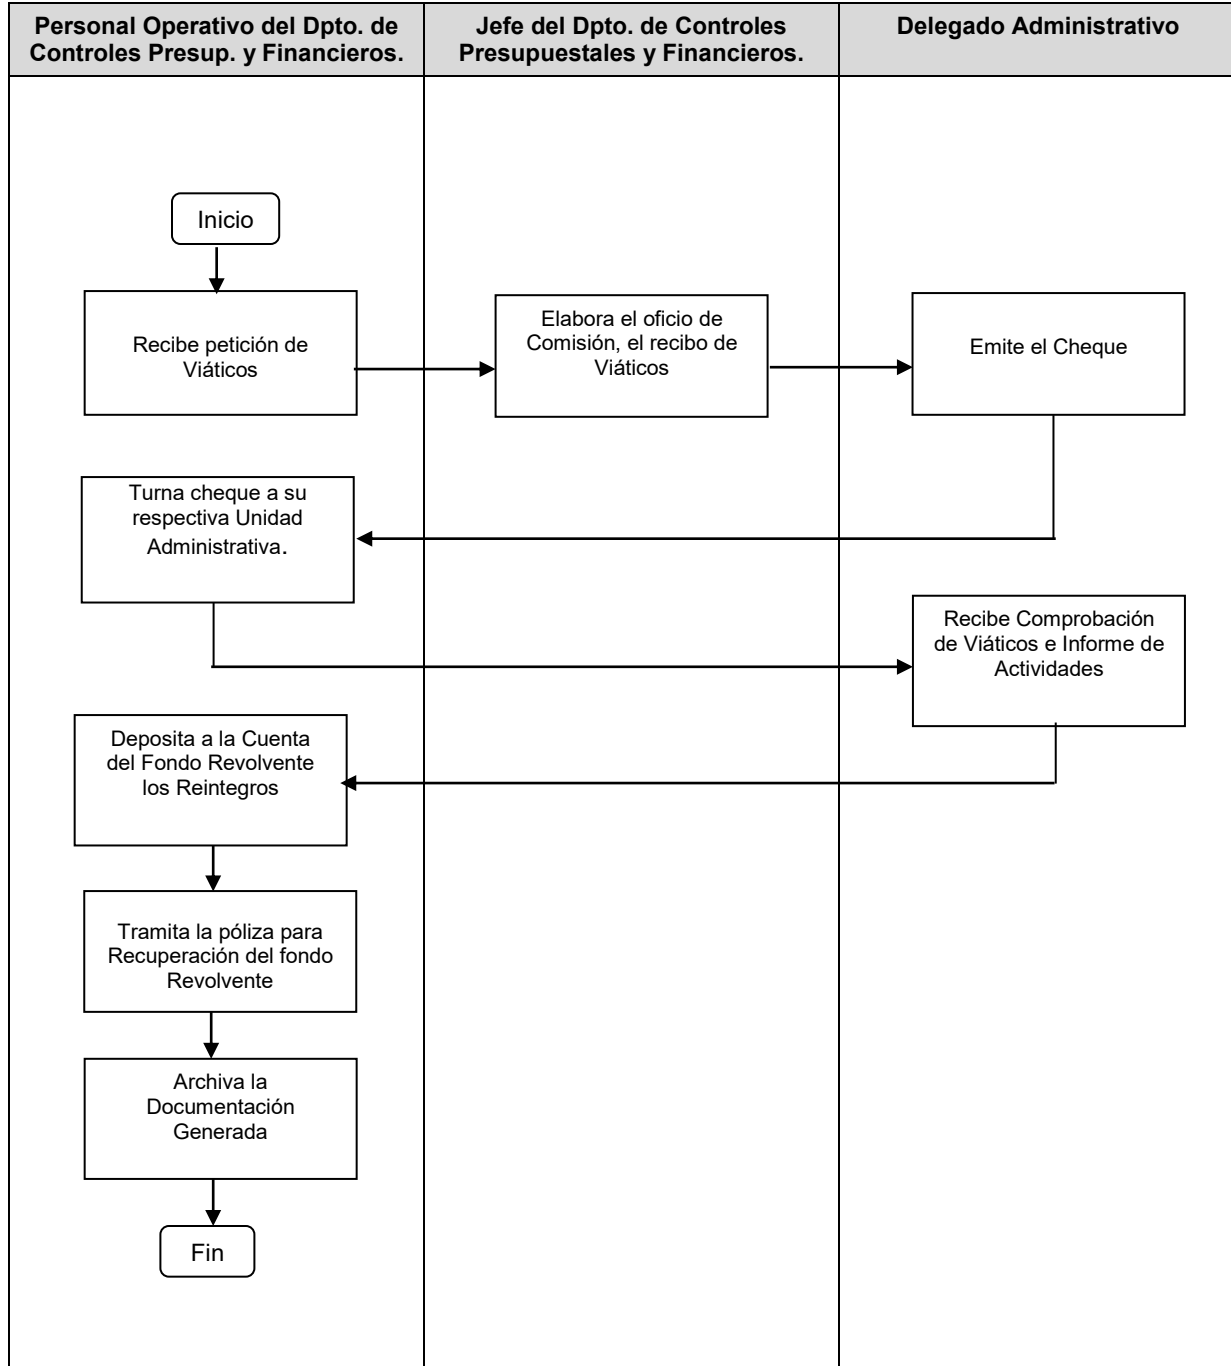 Personal Operativo del Dpto. de
Controles Presup. y Financieros.
Jefe del Dpto. de Controles
Presupuestales y Financieros.
Delegado Administrativo
Inicio
Recibe petición de
Viáticos
Elabora el oficio de
Comisión, el recibo de
Viáticos
Emite el Cheque
Turna cheque a su
respectiva Unidad
Administrativa.
Recibe Comprobación
de Viáticos e Informe de
Actividades
Deposita a la Cuenta
del Fondo Revolvente
los Reintegros
Tramita la póliza para
Recuperación del fondo
Revolvente
Archiva la
Documentación
Generada
Fin